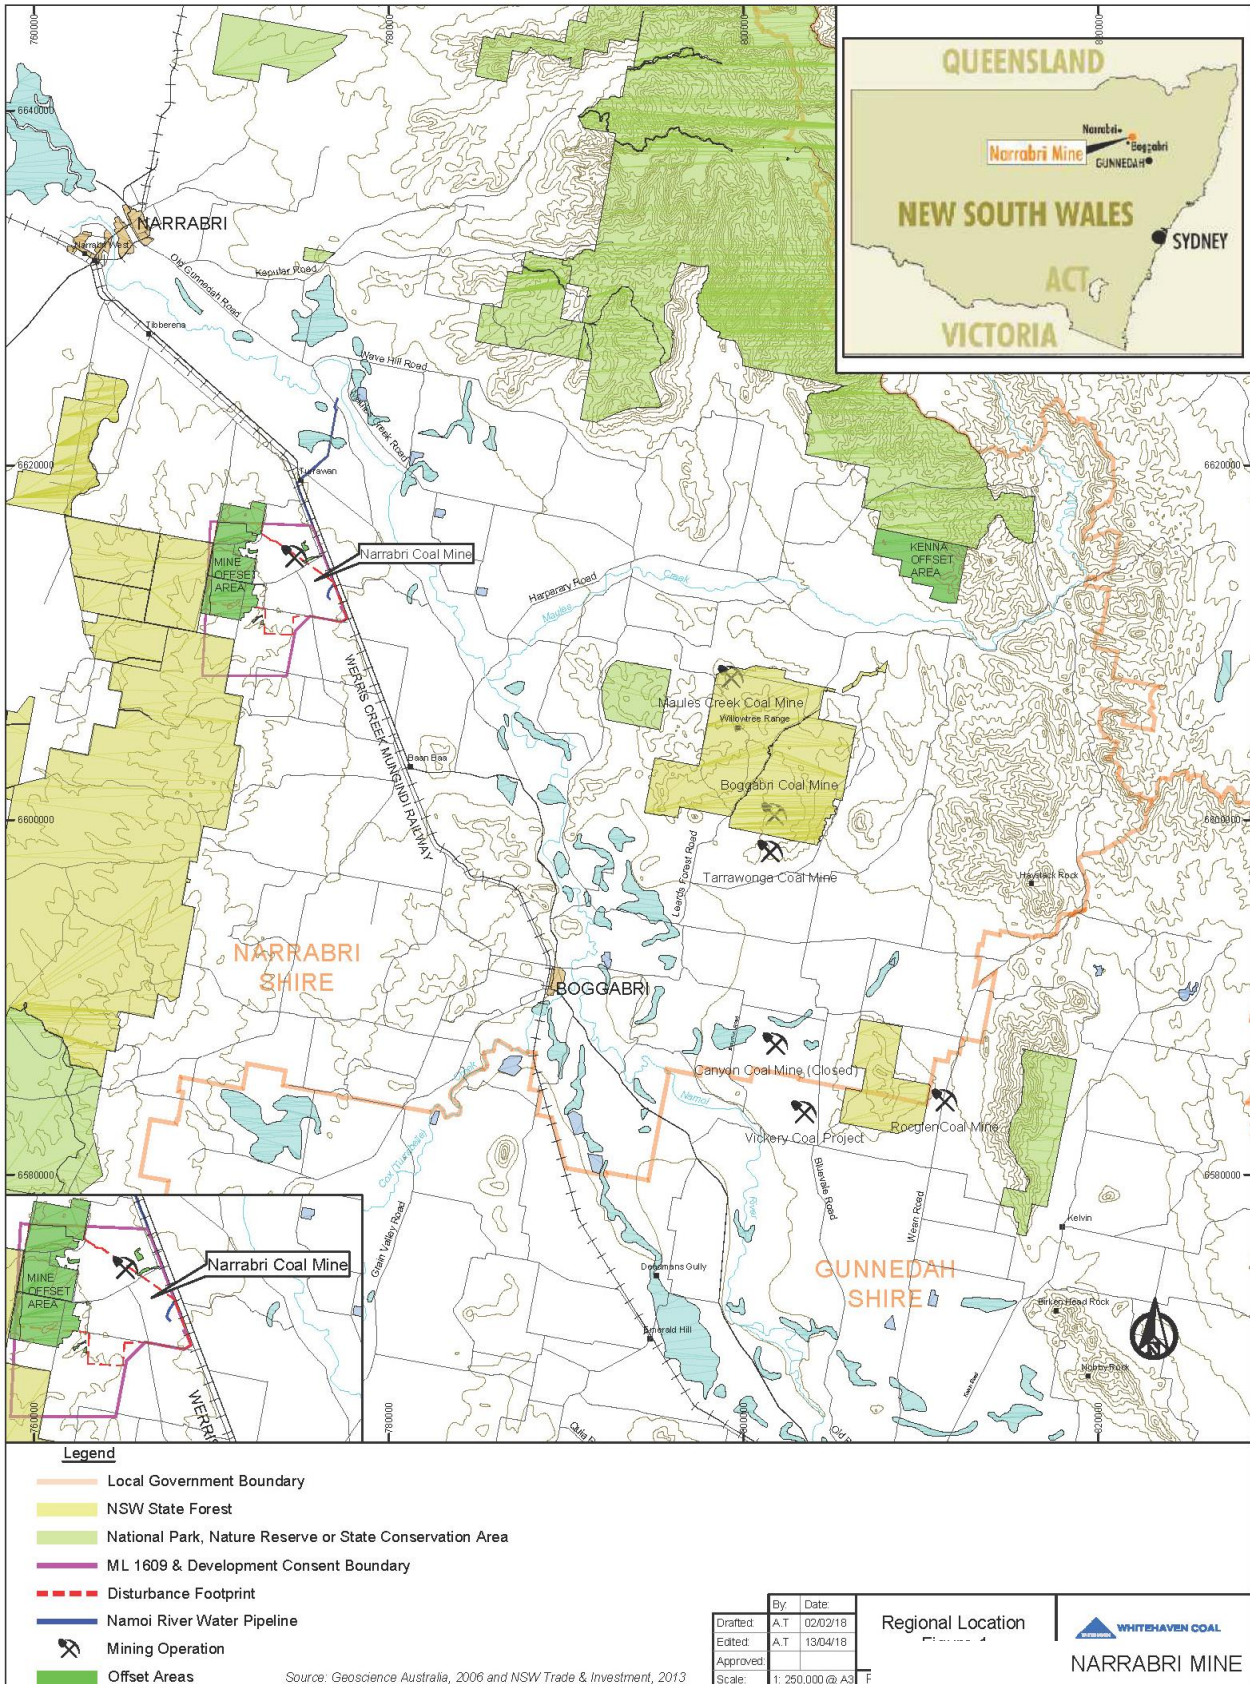 760000
780000
800000
6640000
QUEENSLAND
Narrabri
Narrabri Mine
Boggabri
GUNNEDAH
NEW SOUTH WALES
SYDNEY
ACT
VICTORIA
NARRABRI
Narrabri West
Old Gunnedah Road
Kaputar Road
Tibberena
Wave Hill Road
6620000
6620000
Turrawan
Narrabri Coal Mine
MINE
OFFSET
AREA
KENNA
OFFSET
AREA
Harparary Road
Maules
Creek
WERRIS CREEK MUNGINDI RAILWAY
Maules Creek Coal Mine
Willowtree Range
Baan Baa
Boggabri Coal Mine
6600000
Leards Forest Road
Tarrawonga Coal Mine
Haystack Rock
NARRABRI
SHIRE
BOGGABRI
Canyon Coal Mine (Closed)
Namoi
River
Vickery Coal Project
Rocglen Coal Mine
6580000
6580000
Bluevale Road
Wean Road
Grain Valley Road
Kelvin
Deadmans Gully
GUNNEDAH
SHIRE
Emerald Hill
Birken Head Rock
Nobby Rock
Narrabri Coal Mine
MINE
OFFSET
AREA
760000
780000
800000
820000
Legend
Local Government Boundary
NSW State Forest
National Park, Nature Reserve or State Conservation Area
ML 1609 & Development Consent Boundary
Disturbance Footprint
Namoi River Water Pipeline
Mining Operation
Offset Areas
Source: Geoscience Australia, 2006 and NSW Trade & Investment, 2013
By: Date:
Drafted: A.T 02/02/18
Edited: A.T 13/04/18
Approved:
Scale: 1: 250,000 @ A3
Regional Location
WHITEHAVEN COAL
NARRABRI MINE